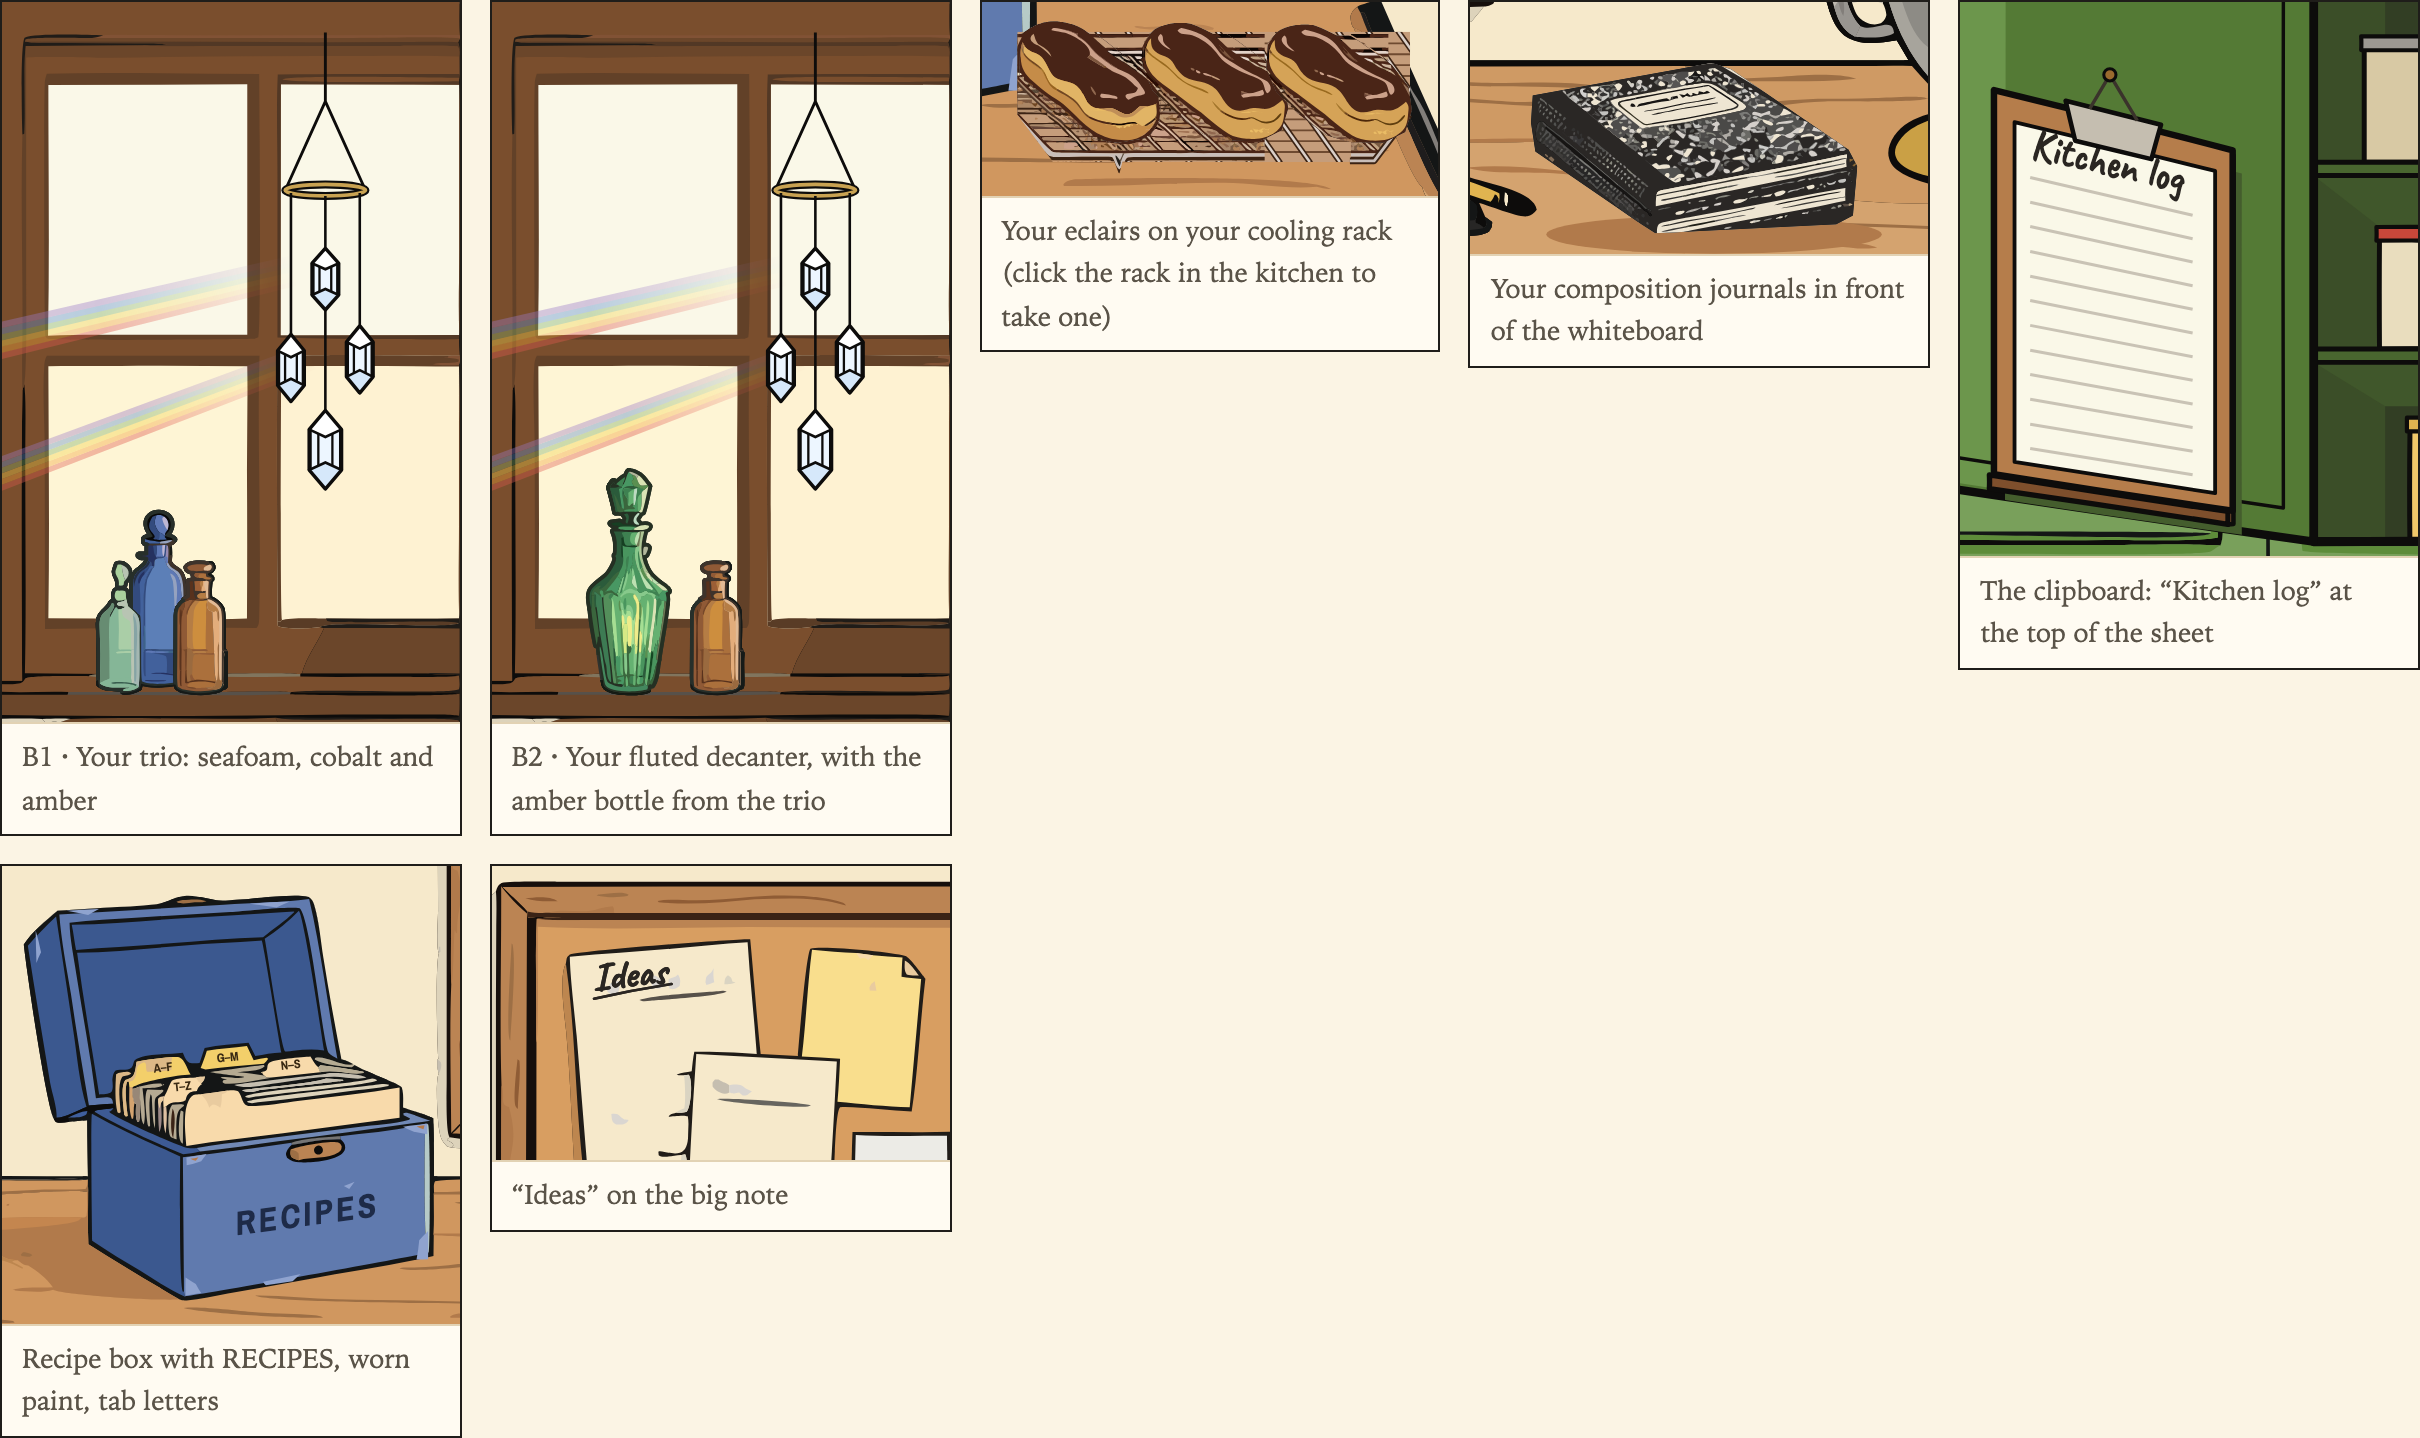 B1 · Your trio: seafoam, cobalt and
amber
B2 · Your fluted decanter, with the
amber bottle from the trio
Your eclairs on your cooling rack
(click the rack in the kitchen to
take one)
Your composition journals in front
of the whiteboard
Kitchen log
The clipboard: “Kitchen log” at
the top of the sheet
A–F
G–M
N–S
T–Z
RECIPES
Recipe box with RECIPES, worn
paint, tab letters
Ideas
“Ideas” on the big note